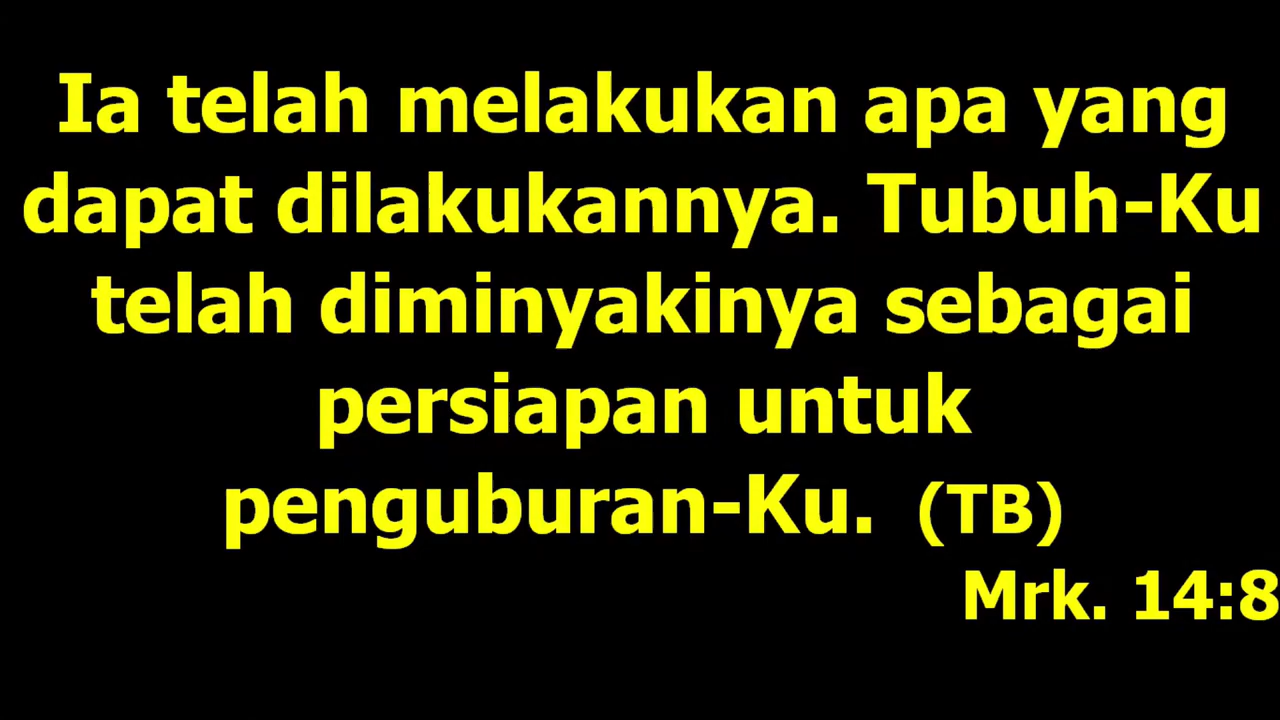 Ia telah melakukan apa yang
dapat dilakukannya. Tubuh-Ku
telah diminyakinya sebagai
persiapan untuk
penguburan-Ku. (TB)
Mrk. 14:8